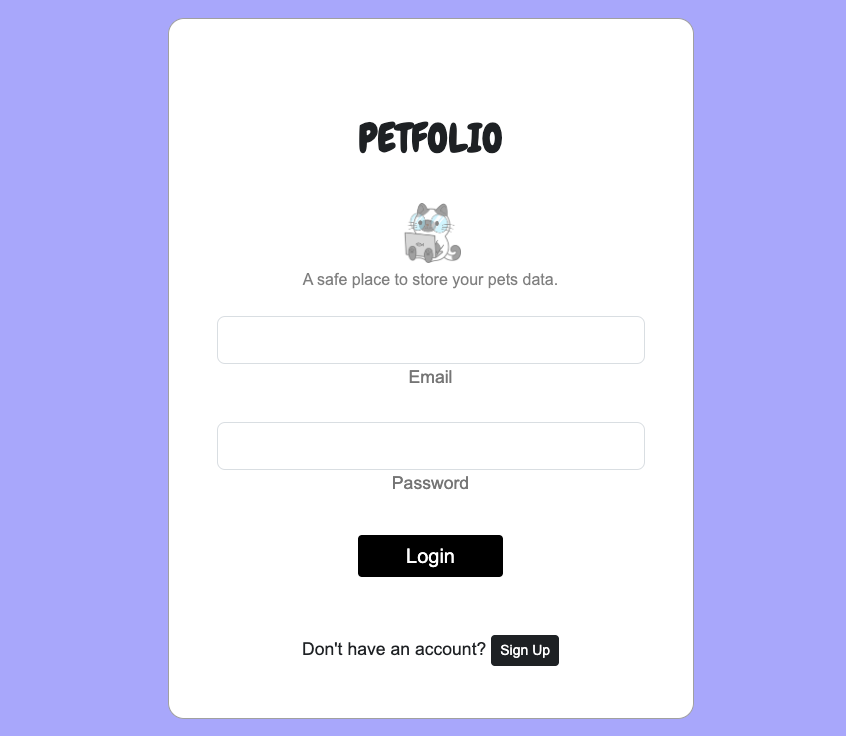 PETFOLIO
A safe place to store your pets data.
Email
Password
Login
Don't have an account? Sign Up